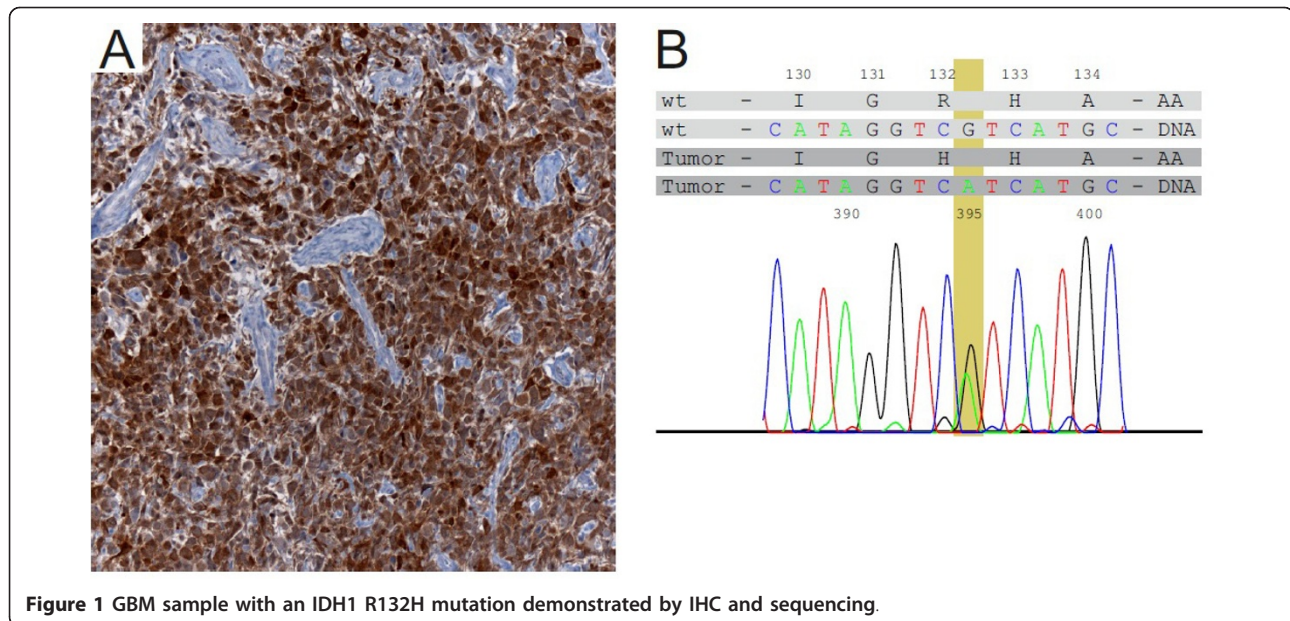 A
B
130 131 132 133 134
wt - I G R H A - AA
wt - C A T A G G T C G T C A T G C - DNA
Tumor - I G H H A - AA
Tumor - C A T A G G T C A T C A T G C - DNA
390 395 400
Figure 1 GBM sample with an IDH1 R132H mutation demonstrated by IHC and sequencing.